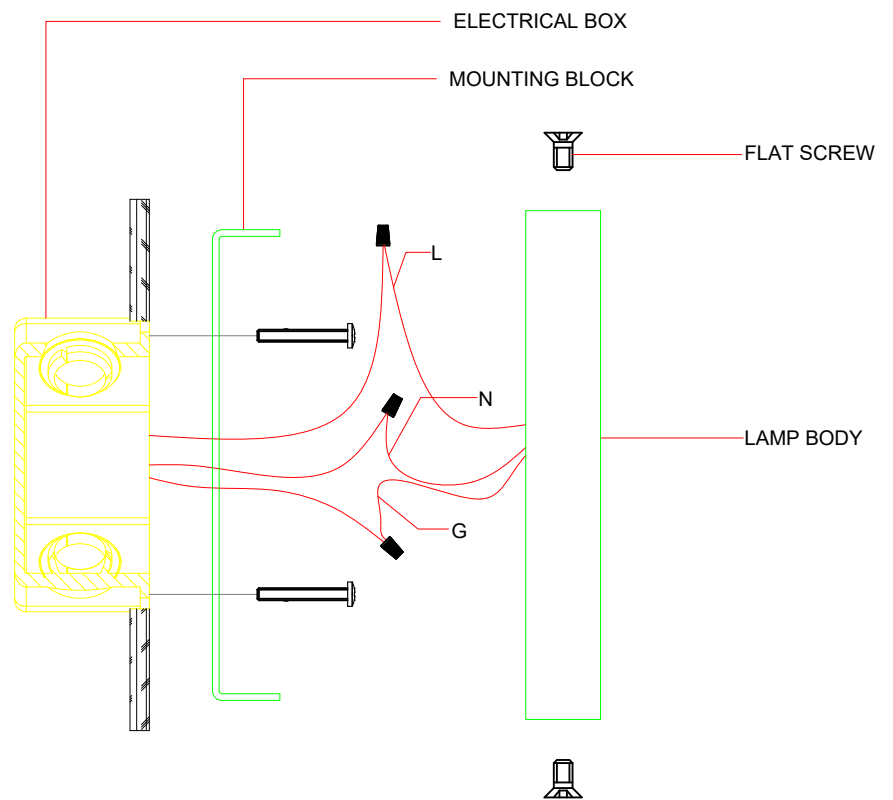 ELECTRICAL BOX
MOUNTING BLOCK
FLAT SCREW
L
N
LAMP BODY
G